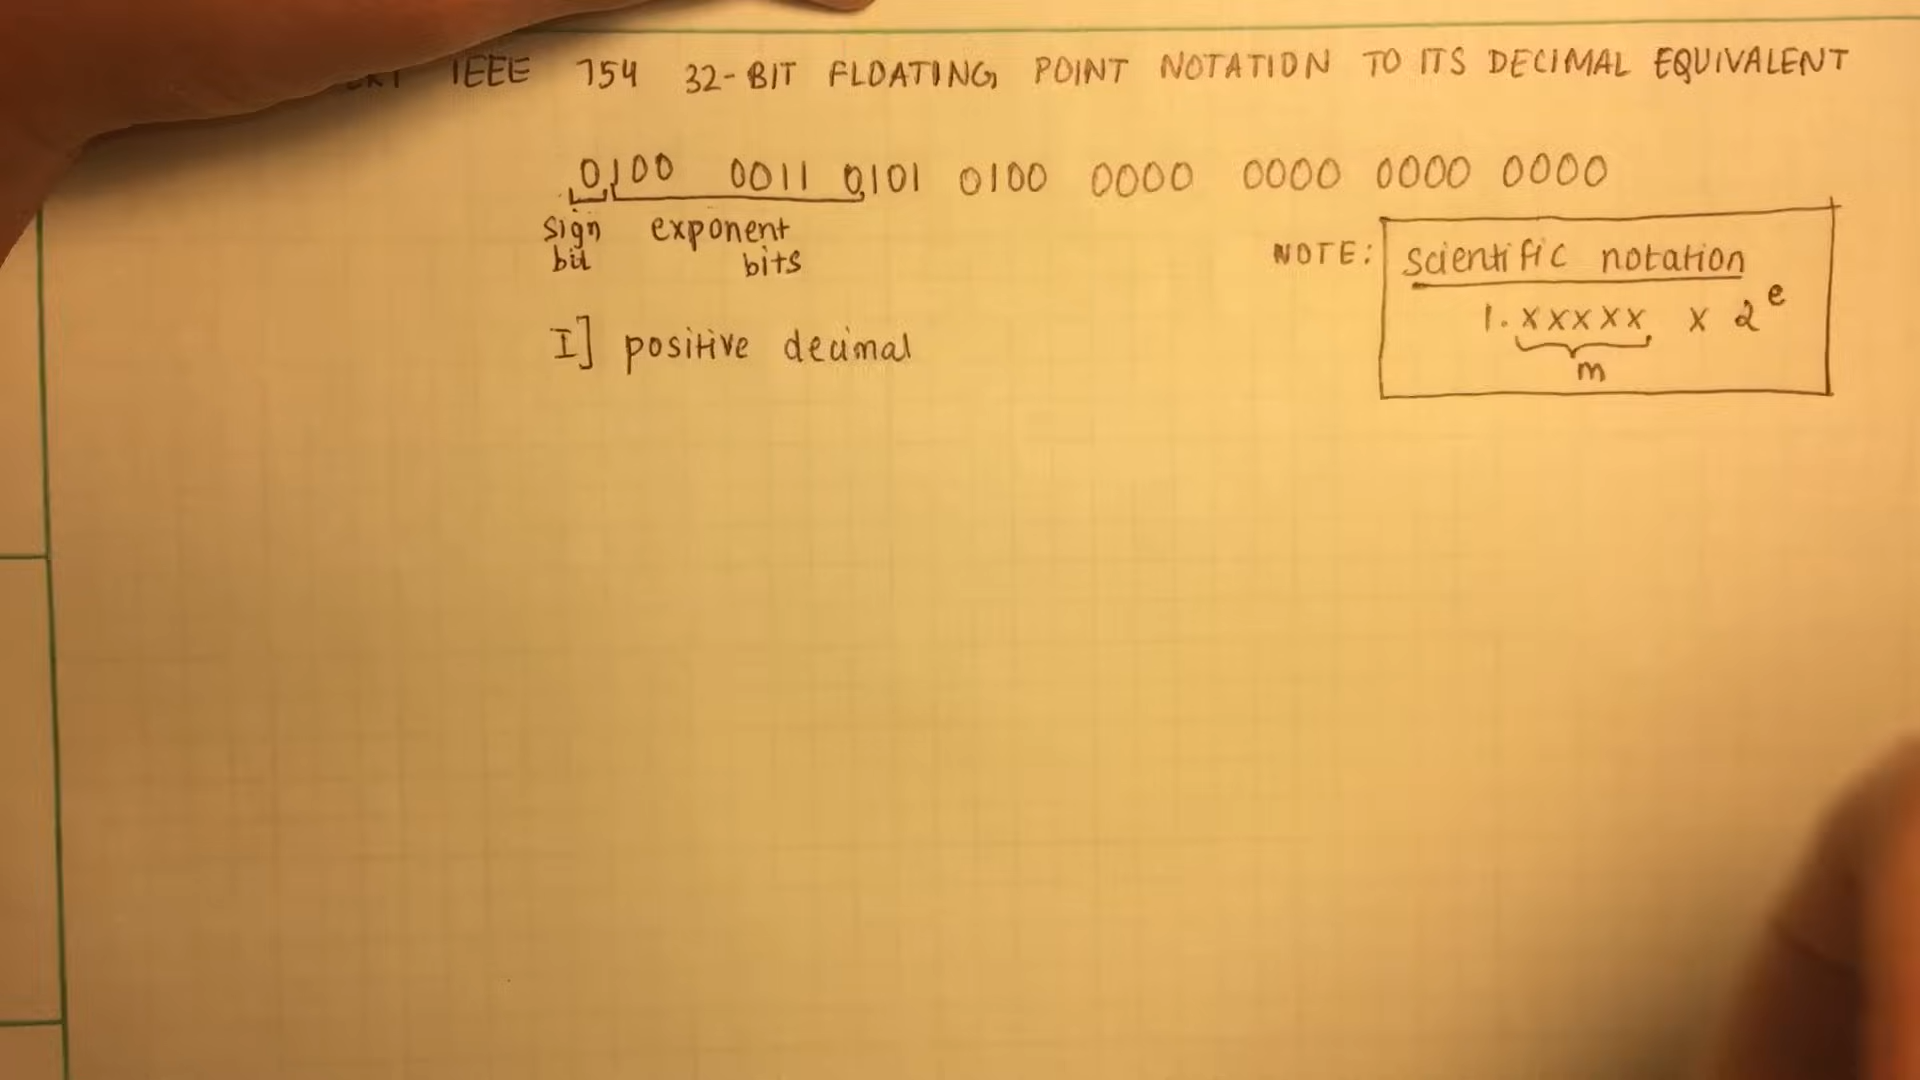 IEEE 754 32-BIT FLOATING POINT NOTATION TO ITS DECIMAL EQUIVALENT
0100 0011 0101 0100 0000 0000 0000 0000
sign bit exponent bits
NOTE: scientific notation
1.xxxxx x 2^e
m
I] positive decimal